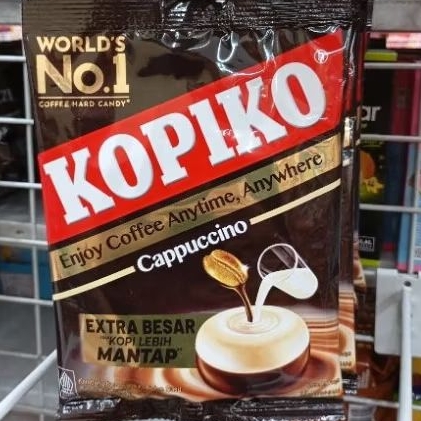 WORLD'S
No.1
COFFEE HARD CANDY*
KOPIKO
Enjoy Coffee Anytime, Anywhere
Cappuccino
EXTRA BESAR
"KOPI LEBIH
MANTAP"